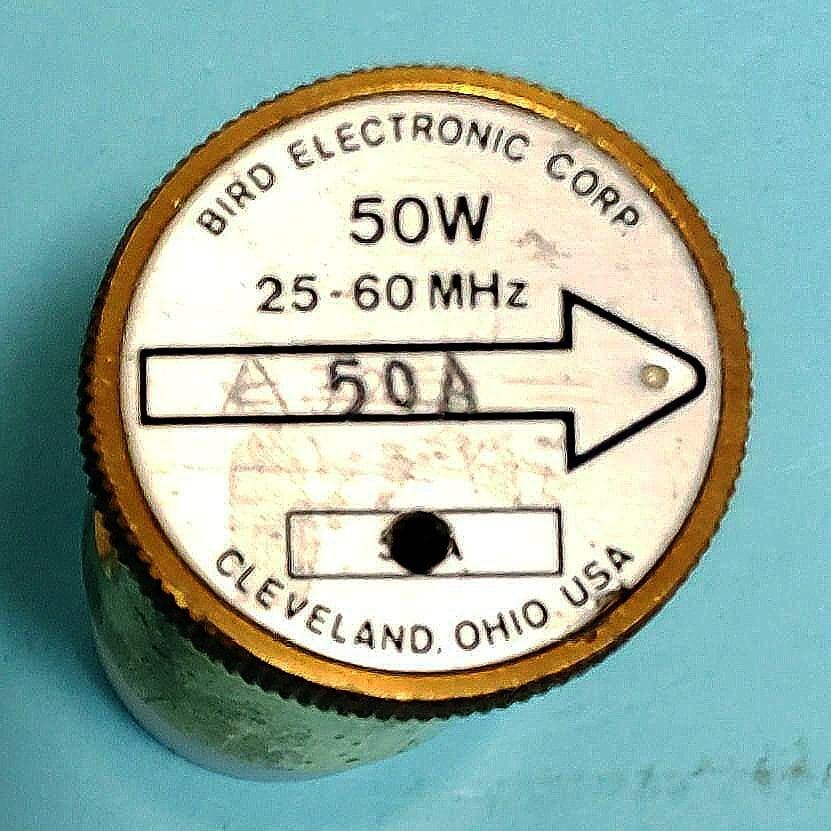 BIRD ELECTRONIC CORP.
50W
25-60 MHz
50A
CLEVELAND, OHIO USA